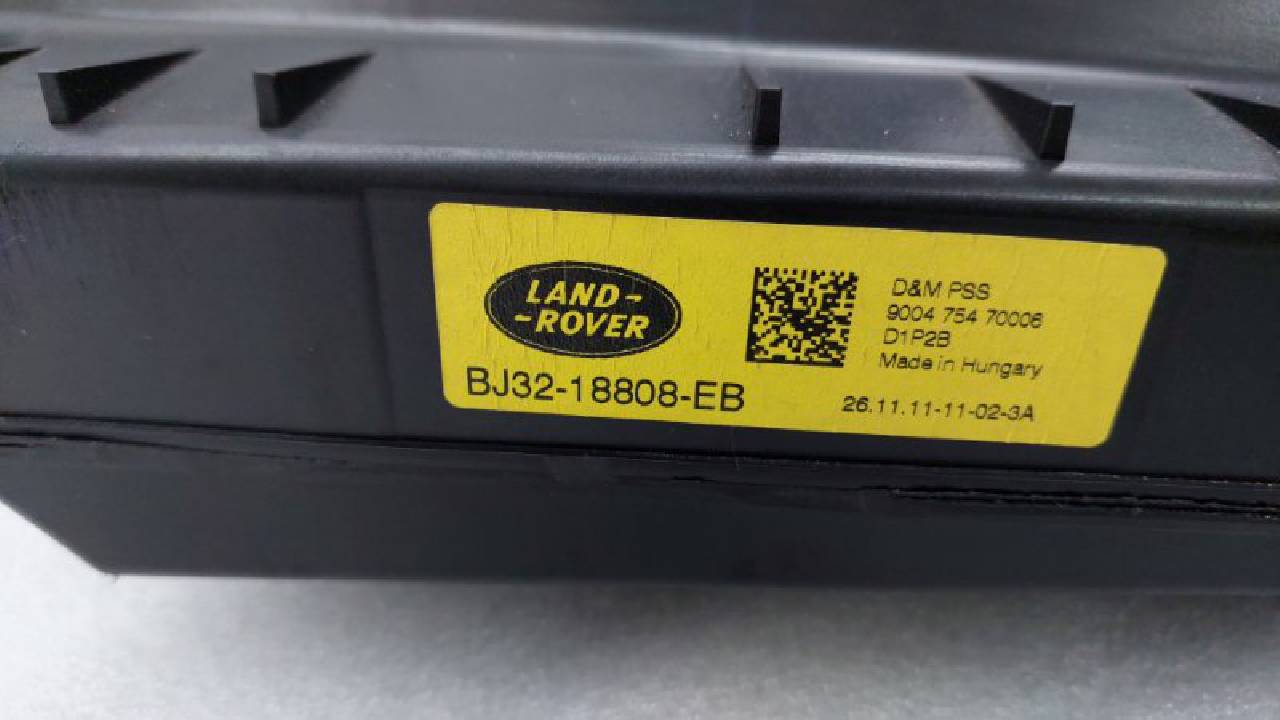 LAND-
-ROVER
BJ32-18808-EB
D&M PSS
9004 754 70006
D1P2B
Made in Hungary
26.11.11-11-02-3A